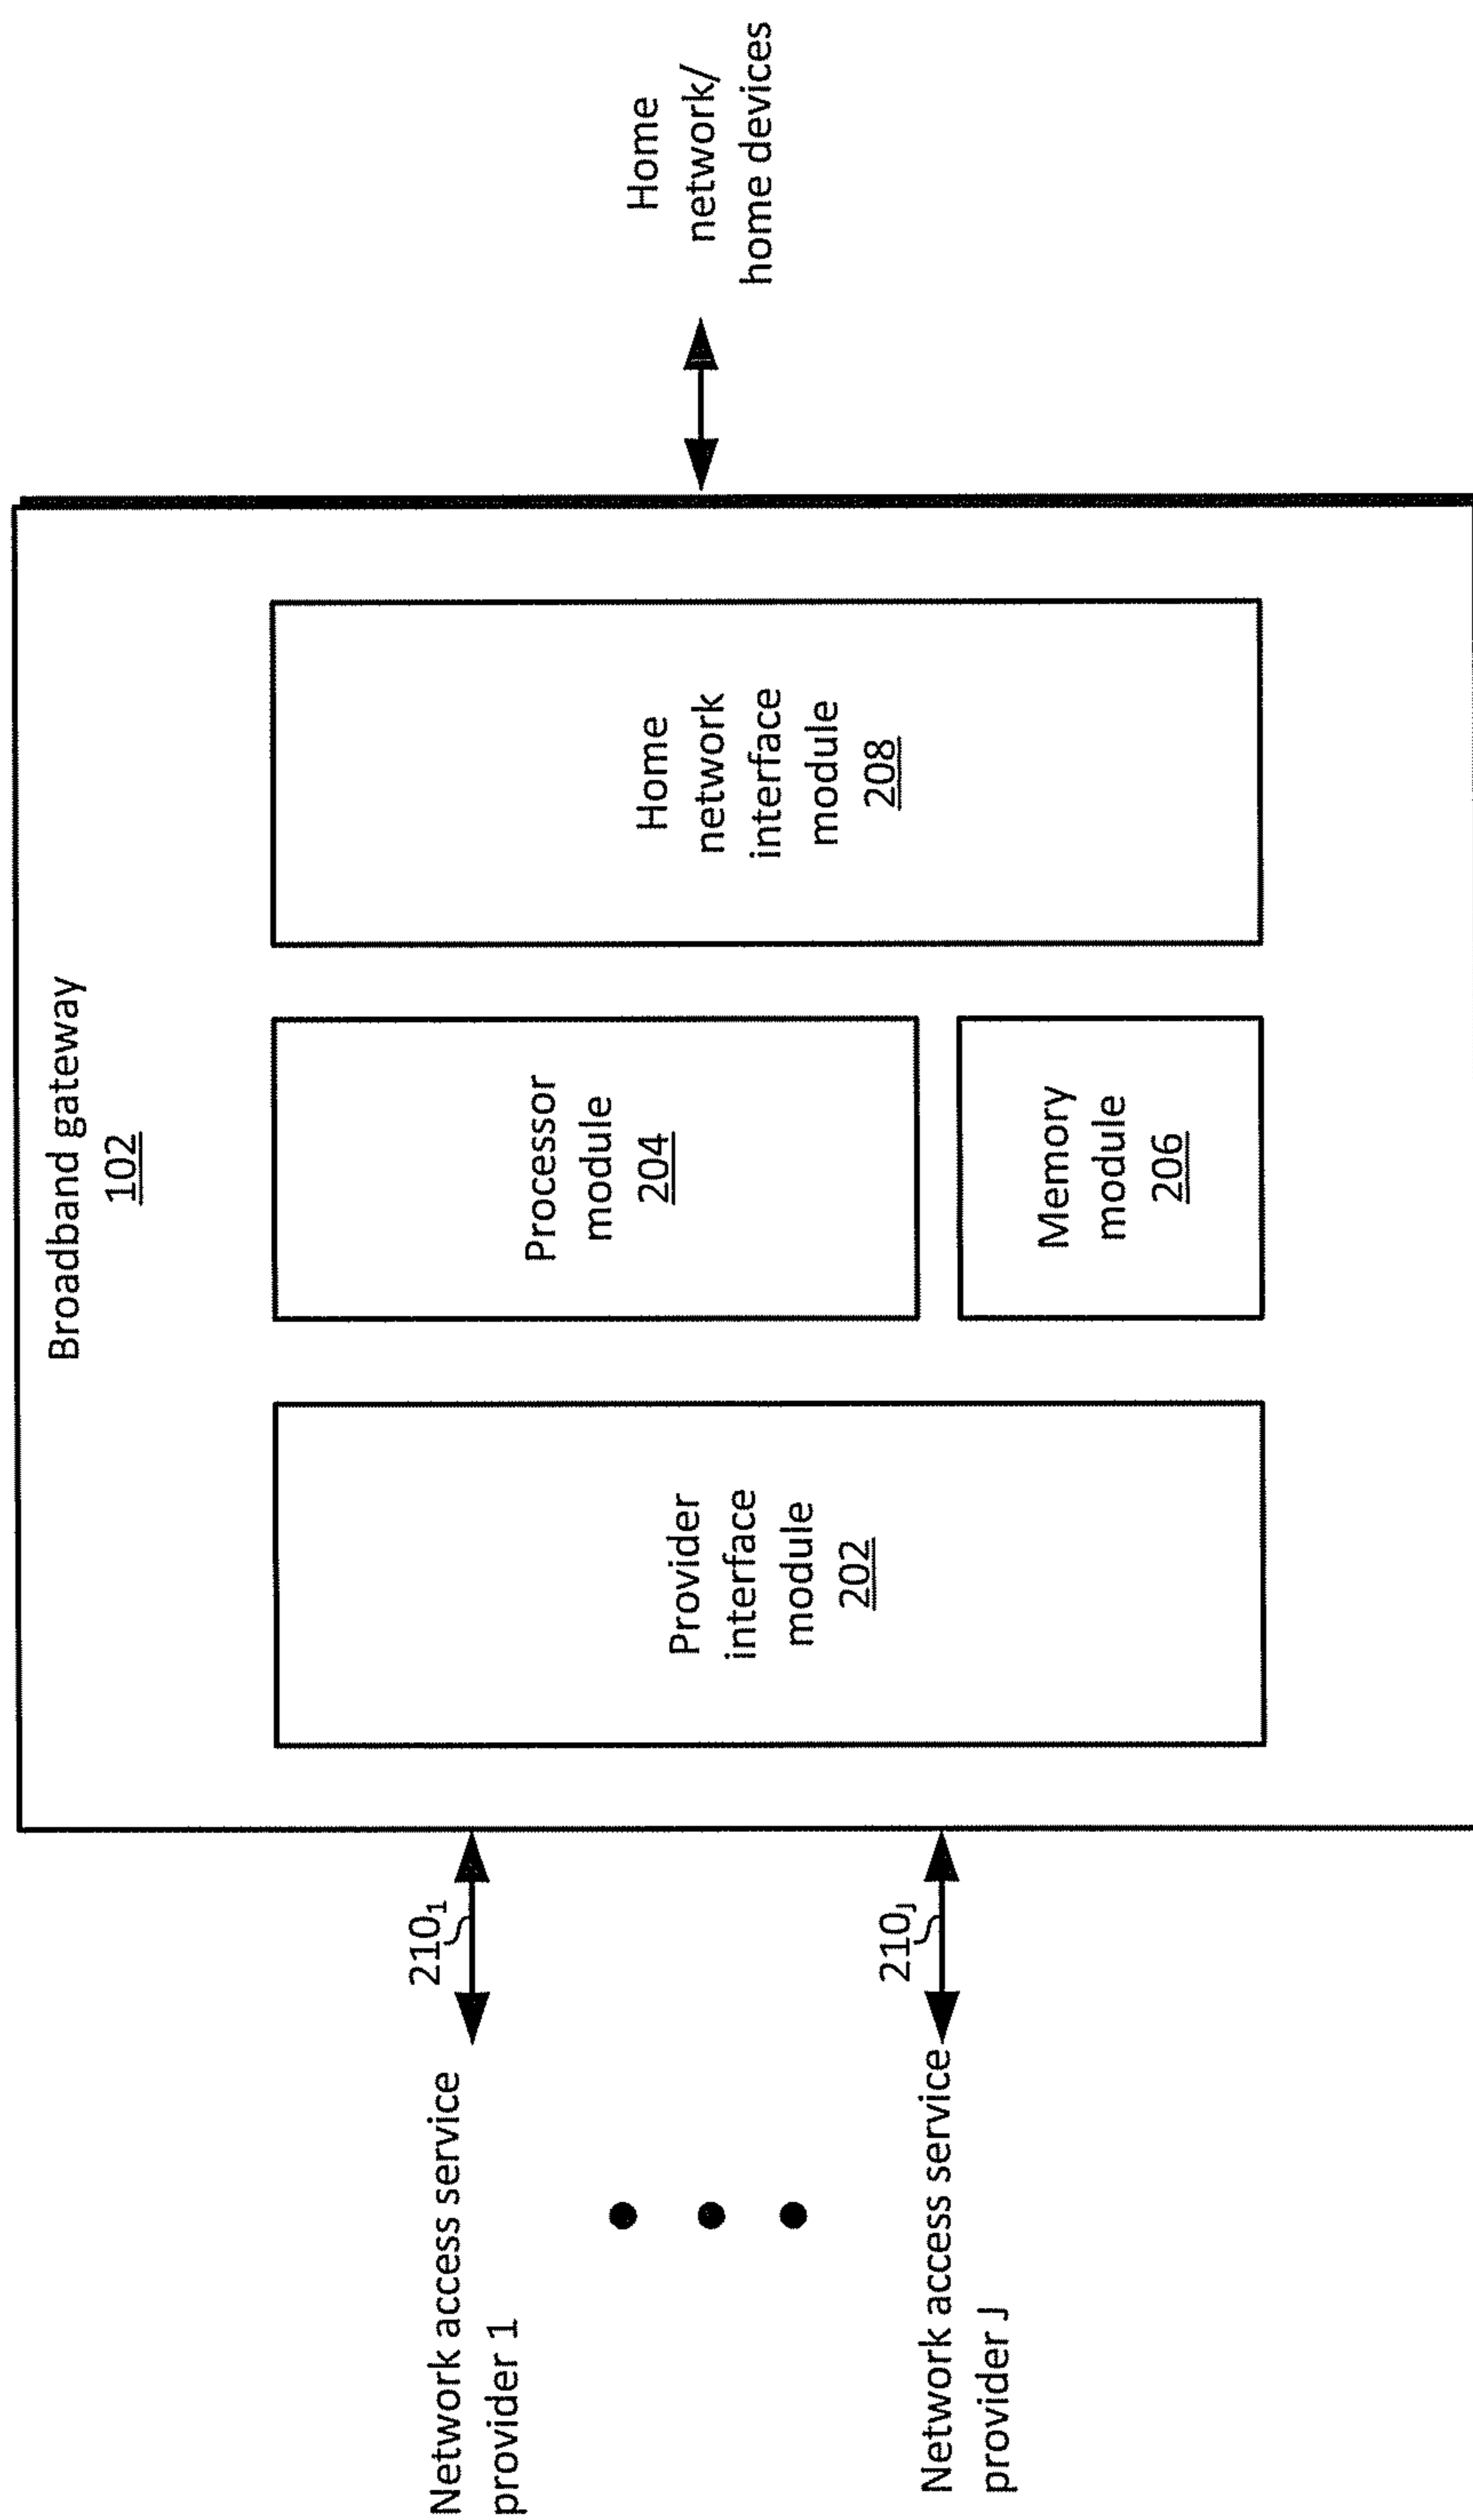 Broadband gateway
102
Network access service
provider 1
210₁
Network access service
provider J
210J
Provider
interface
module
202
Processor
module
204
Memory
module
206
Home
network
interface
module
208
Home
network/
home devices